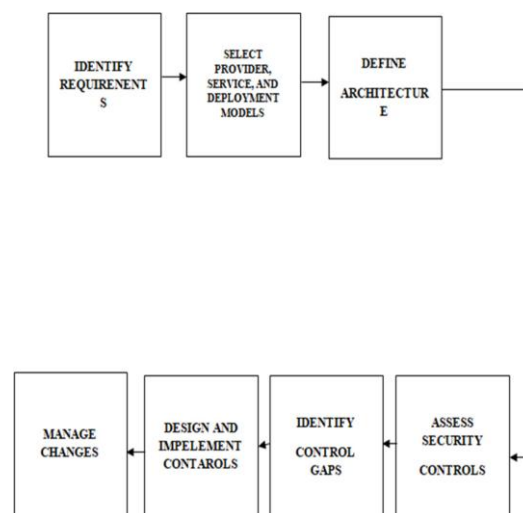 IDENTIFY
REQUIRENENT
S
SELECT
PROVIDER,
SERVICE, AND
DEPLOYMENT
MODELS
DEFINE
ARCHITECTUR
E
ASSESS
SECURITY
CONTROLS
IDENTIFY
CONTROL
GAPS
DESIGN AND
IMPELEMENT
CONTAROLS
MANAGE
CHANGES